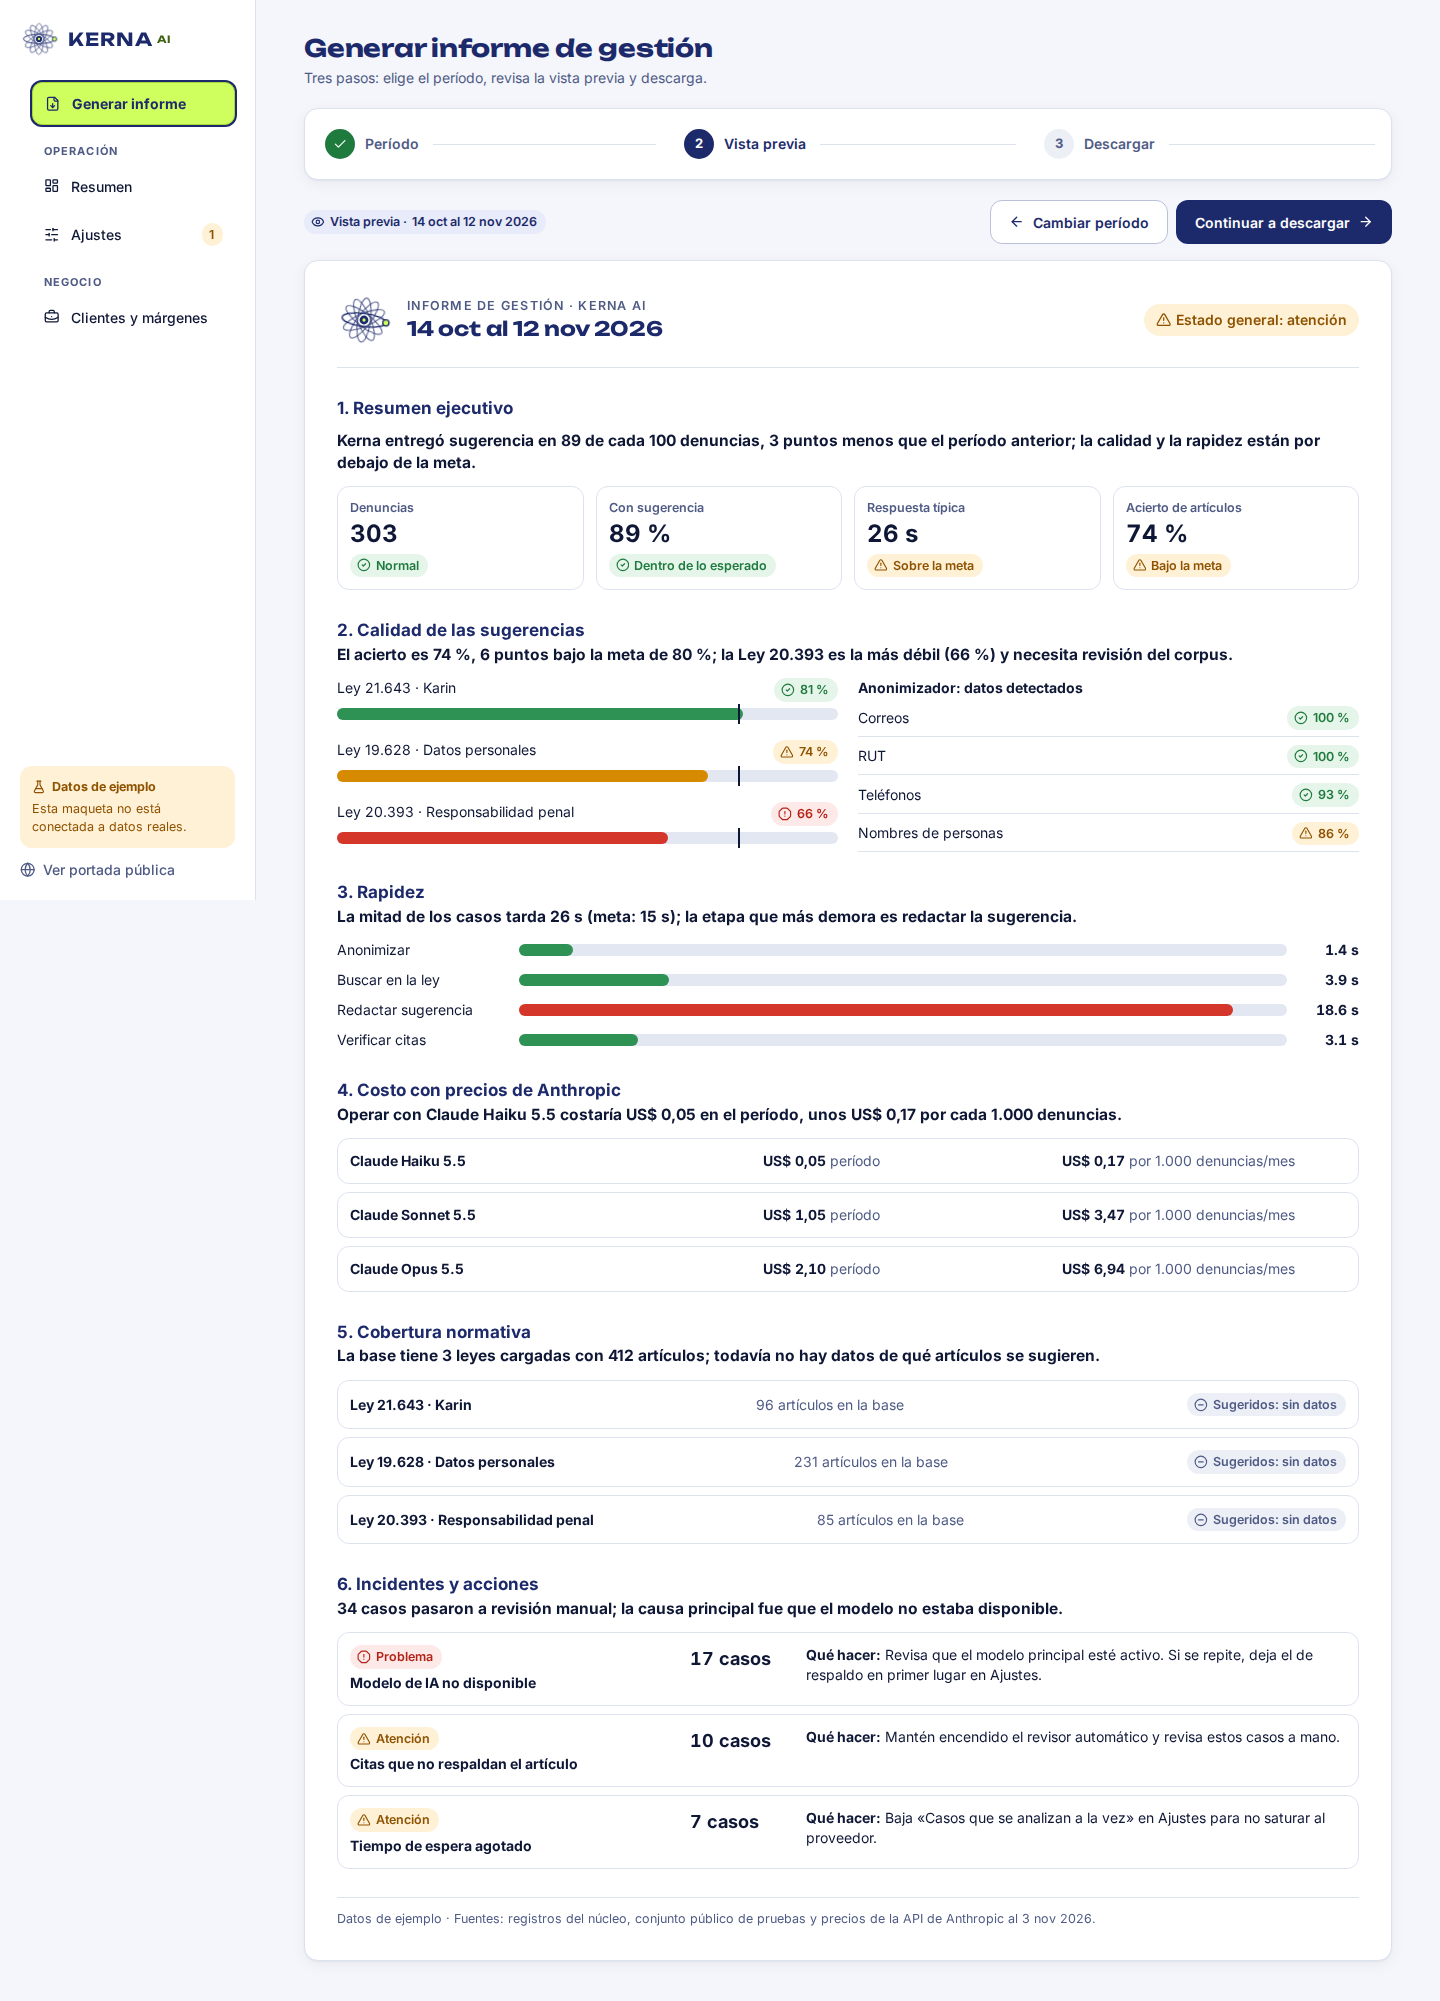 KERNA AI
Generar informe
OPERACIÓN
Resumen
Ajustes
1
NEGOCIO
Clientes y márgenes
Datos de ejemplo
Esta maqueta no está
conectada a datos reales.
Ver portada pública
Generar informe de gestión
Tres pasos: elige el período, revisa la vista previa y descarga.
Período
2 Vista previa
3 Descargar
Vista previa · 14 oct al 12 nov 2026
Cambiar período
Continuar a descargar
INFORME DE GESTIÓN · KERNA AI
14 oct al 12 nov 2026
Estado general: atención
1. Resumen ejecutivo
Kerna entregó sugerencia en 89 de cada 100 denuncias, 3 puntos menos que el período anterior; la calidad y la rapidez están por
debajo de la meta.
Denuncias
303
Normal
Con sugerencia
89 %
Dentro de lo esperado
Respuesta típica
26 s
Sobre la meta
Acierto de artículos
74 %
Bajo la meta
2. Calidad de las sugerencias
El acierto es 74 %, 6 puntos bajo la meta de 80 %; la Ley 20.393 es la más débil (66 %) y necesita revisión del corpus.
Ley 21.643 · Karin
81 %
Ley 19.628 · Datos personales
74 %
Ley 20.393 · Responsabilidad penal
66 %
Anonimizador: datos detectados
Correos
100 %
RUT
100 %
Teléfonos
93 %
Nombres de personas
86 %
3. Rapidez
La mitad de los casos tarda 26 s (meta: 15 s); la etapa que más demora es redactar la sugerencia.
Anonimizar
1.4 s
Buscar en la ley
3.9 s
Redactar sugerencia
18.6 s
Verificar citas
3.1 s
4. Costo con precios de Anthropic
Operar con Claude Haiku 5.5 costaría US$ 0,05 en el período, unos US$ 0,17 por cada 1.000 denuncias.
Claude Haiku 5.5
US$ 0,05 período
US$ 0,17 por 1.000 denuncias/mes
Claude Sonnet 5.5
US$ 1,05 período
US$ 3,47 por 1.000 denuncias/mes
Claude Opus 5.5
US$ 2,10 período
US$ 6,94 por 1.000 denuncias/mes
5. Cobertura normativa
La base tiene 3 leyes cargadas con 412 artículos; todavía no hay datos de qué artículos se sugieren.
Ley 21.643 · Karin
96 artículos en la base
Sugeridos: sin datos
Ley 19.628 · Datos personales
231 artículos en la base
Sugeridos: sin datos
Ley 20.393 · Responsabilidad penal
85 artículos en la base
Sugeridos: sin datos
6. Incidentes y acciones
34 casos pasaron a revisión manual; la causa principal fue que el modelo no estaba disponible.
Problema
Modelo de IA no disponible
17 casos
Qué hacer: Revisa que el modelo principal esté activo. Si se repite, deja el de
respaldo en primer lugar en Ajustes.
Atención
Citas que no respaldan el artículo
10 casos
Qué hacer: Mantén encendido el revisor automático y revisa estos casos a mano.
Atención
Tiempo de espera agotado
7 casos
Qué hacer: Baja «Casos que se analizan a la vez» en Ajustes para no saturar al
proveedor.
Datos de ejemplo · Fuentes: registros del núcleo, conjunto público de pruebas y precios de la API de Anthropic al 3 nov 2026.